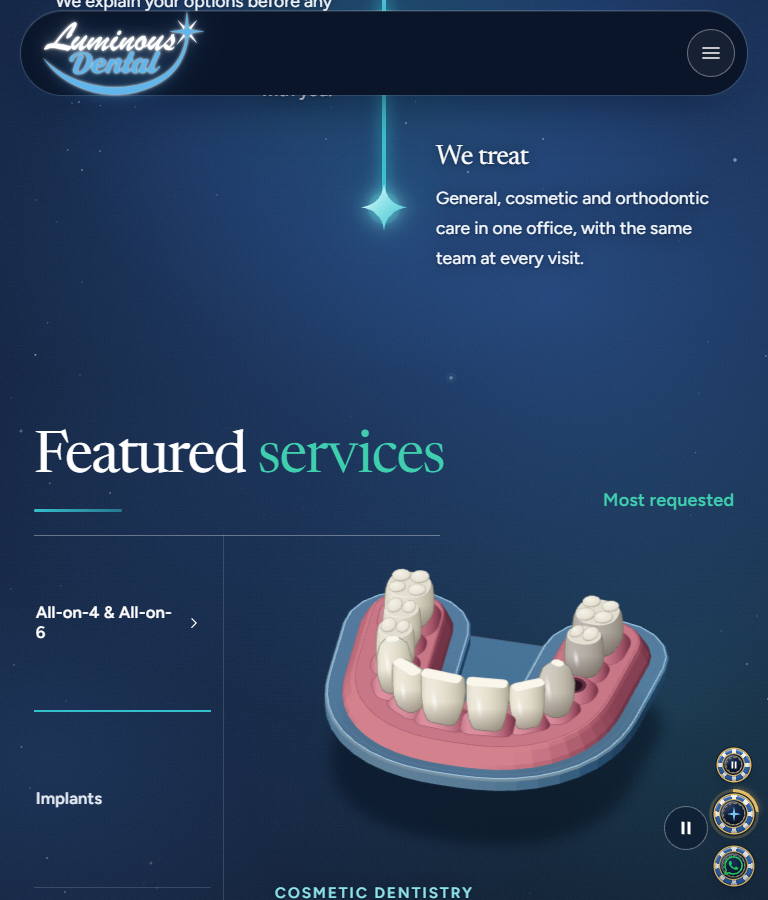 We explain your options before any
Luminous
Dental
with you.
We treat
General, cosmetic and orthodontic
care in one office, with the same
team at every visit.
Featured services
Most requested
All-on-4 & All-on-
6
Implants
COSMETIC DENTISTRY